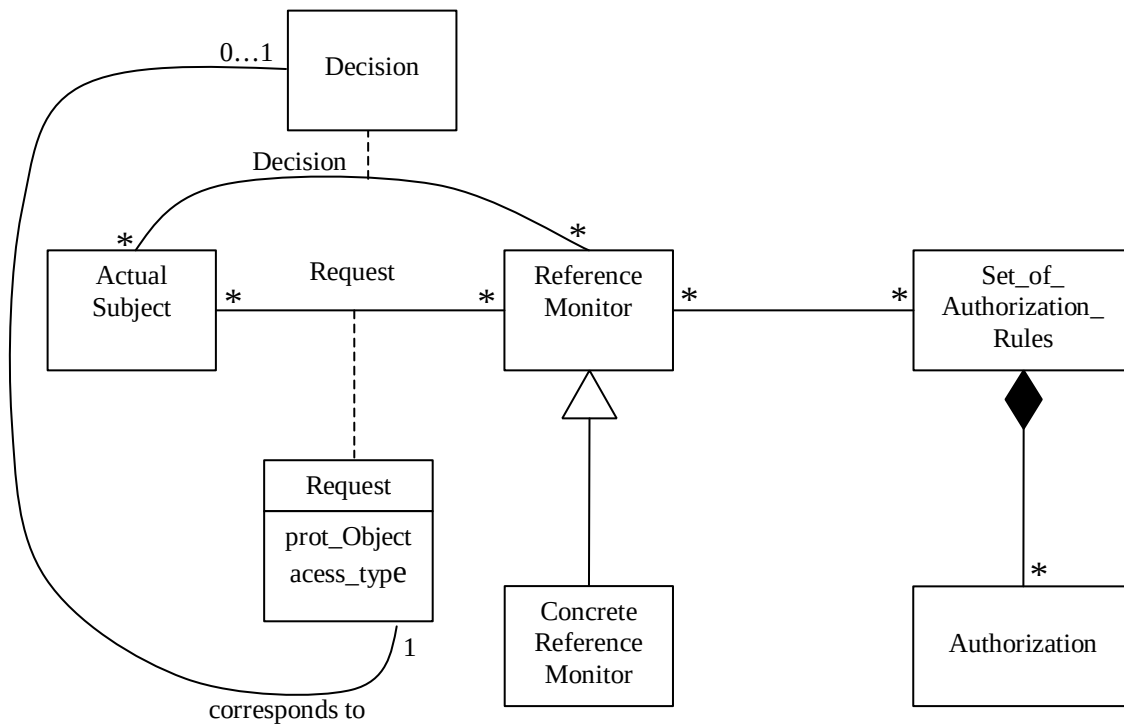 0…1
Decision
Decision
*
*
Actual
Subject
Request
*
*
Reference
Monitor
*
*
Set_of_
Authorization_
Rules
Request
prot_Object
acess_type
1
Concrete
Reference
Monitor
*
Authorization
corresponds to